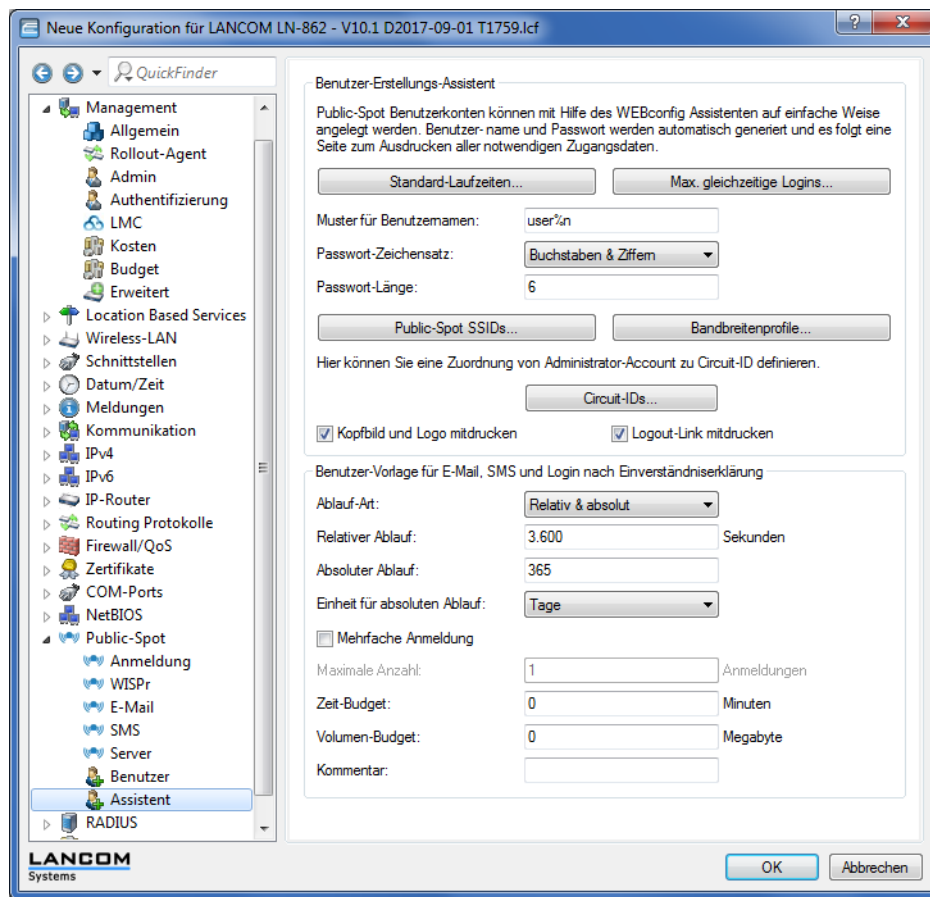 Neue Konfiguration für LANCOM LN-862 - V10.1 D2017-09-01 T1759.lcf
QuickFinder
Management
Allgemein
Rollout-Agent
Admin
Authentifizierung
LMC
Kosten
Budget
Erweitert
Location Based Services
Wireless-LAN
Schnittstellen
Datum/Zeit
Meldungen
Kommunikation
IPv4
IPv6
IP-Router
Routing Protokolle
Firewall/QoS
Zertifikate
COM-Ports
NetBIOS
Public-Spot
Anmeldung
WISPr
E-Mail
SMS
Server
Benutzer
Assistent
RADIUS
Benutzer-Erstellungs-Assistent
Public-Spot Benutzerkonten können mit Hilfe des WEBconfig Assistenten auf einfache Weise
angelegt werden. Benutzer- name und Passwort werden automatisch generiert und es folgt eine
Seite zum Ausdrucken aller notwendigen Zugangsdaten.
Standard-Laufzeiten... Max. gleichzeitige Logins...
Muster für Benutzernamen: user%n
Passwort-Zeichensatz: Buchstaben & Ziffern
Passwort-Länge: 6
Public-Spot SSIDs... Bandbreitenprofile...
Hier können Sie eine Zuordnung von Administrator-Account zu Circuit-ID definieren.
Circuit-IDs...
Kopfbild und Logo mitdrucken Logout-Link mitdrucken
Benutzer-Vorlage für E-Mail, SMS und Login nach Einverständniserklärung
Ablauf-Art: Relativ & absolut
Relativer Ablauf: 3.600 Sekunden
Absoluter Ablauf: 365
Einheit für absoluten Ablauf: Tage
Mehrfache Anmeldung
Maximale Anzahl: 1 Anmeldungen
Zeit-Budget: 0 Minuten
Volumen-Budget: 0 Megabyte
Kommentar:
LANCOM
Systems
OK Abbrechen